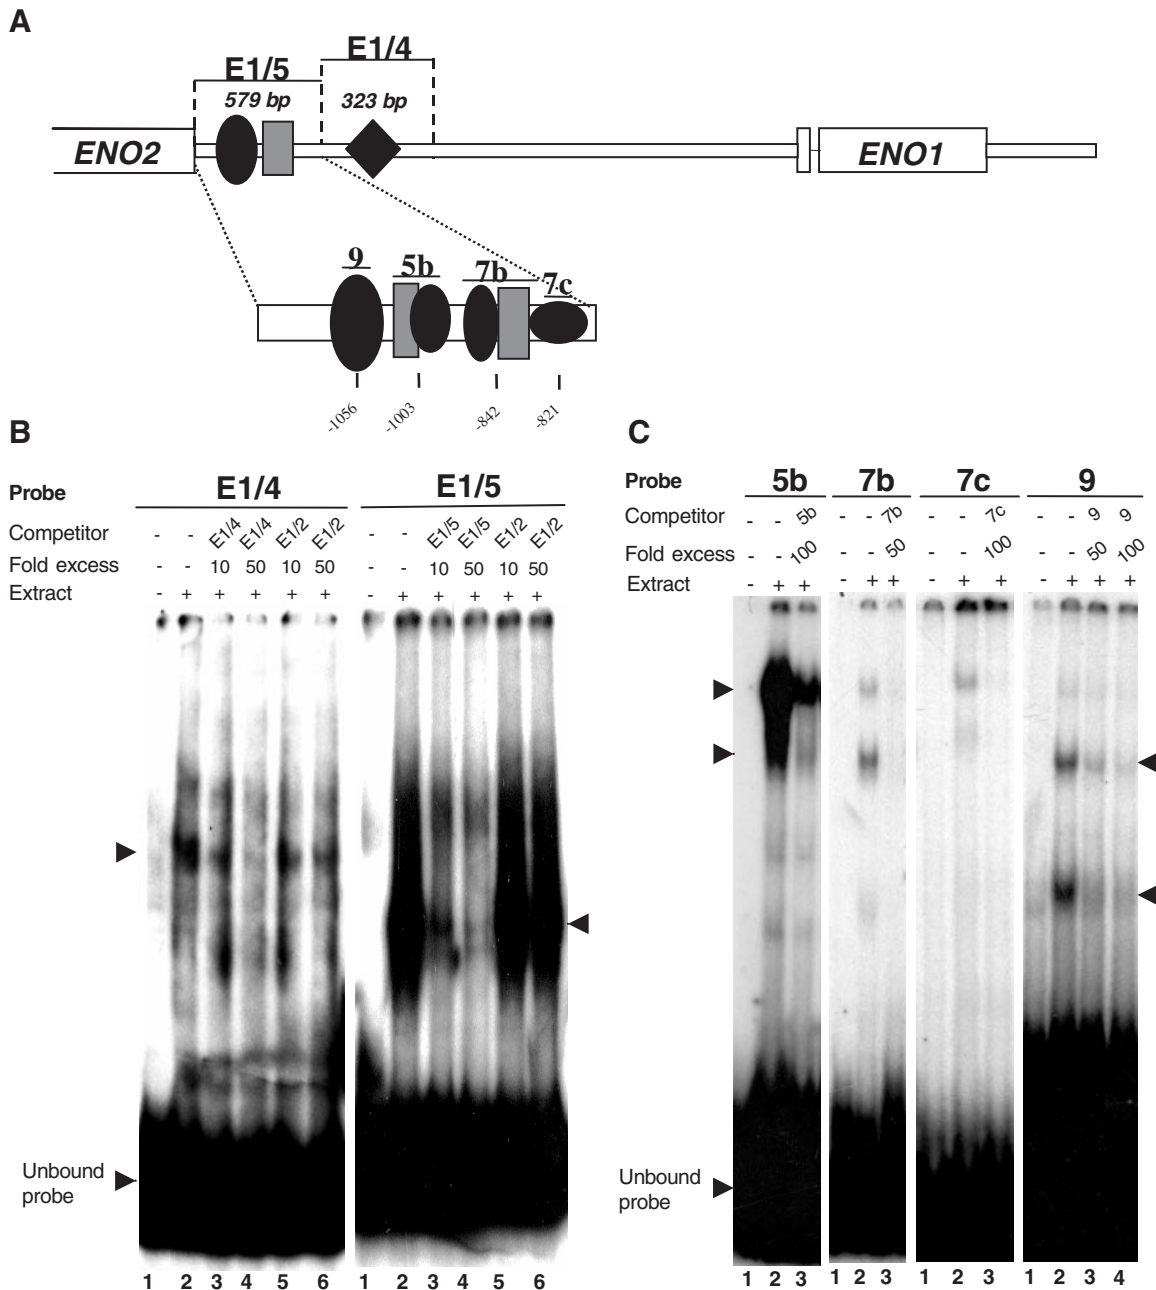 A
E1/5
E1/4
579 bp
323 bp
ENO2
ENO1
9
5b
7b
7c
-1056
-1003
-842
-821
B
Probe
E1/4
E1/5
Competitor
- - E1/4 E1/4 E1/2 E1/2
- - E1/5 E1/5 E1/2 E1/2
Fold excess
- - 10 50 10 50
- - 10 50 10 50
Extract
- + + + + +
- + + + + +
Unbound
probe
1 2 3 4 5 6
1 2 3 4 5 6
C
Probe
5b
7b
7c
9
Competitor
- - 5b
- - 7b
- - 7c
- - 9 9
Fold excess
- - 100
- - 50
- - 100
- - 50 100
Extract
- + +
- + +
- + +
- + + +
Unbound
probe
1 2 3
1 2 3
1 2 3
1 2 3 4